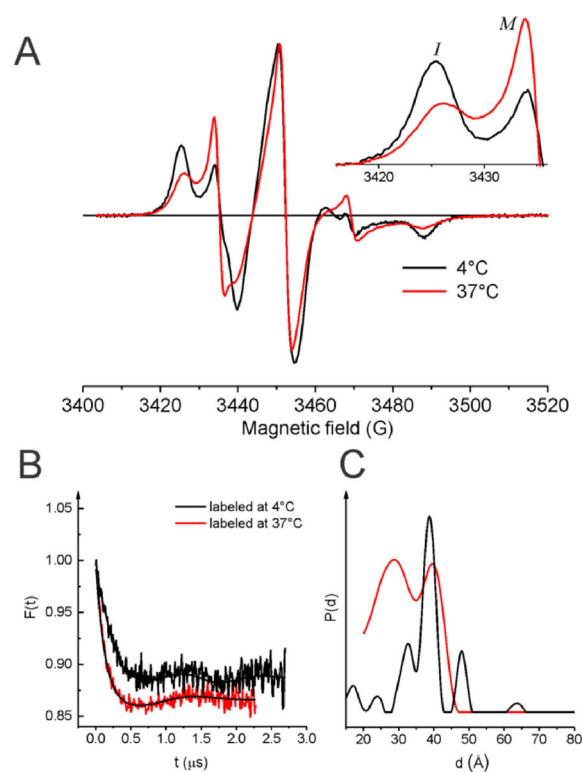 A
I
M
3420
3430
4°C
37°C
3400
3420
3440
3460
3480
3500
3520
Magnetic field (G)
B
C
1.05
1.00
0.95
0.90
0.85
F(t)
labeled at 4°C
labeled at 37°C
0.0 0.5 1.0 1.5 2.0 2.5 3.0
t (μs)
P(d)
20 30 40 50 60 70 80
d (Å)